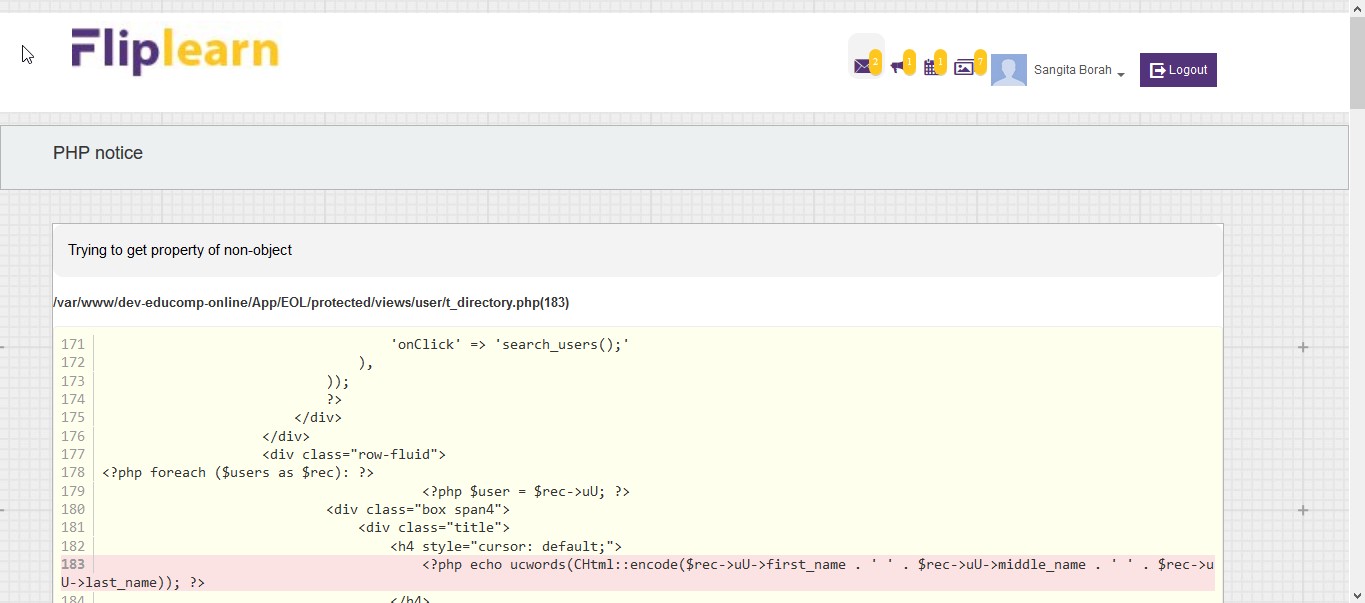 Fliplearn
2 1 1 7 Sangita Borah Logout
PHP notice
Trying to get property of non-object
/var/www/dev-educomp-online/App/EOL/protected/views/user/t_directory.php(183)
171 'onClick' => 'search_users();'
172 ),
173 ));
174 ?>
175 </div>
176 </div>
177 <div class="row-fluid">
178 <?php foreach ($users as $rec): ?>
179 <?php $user = $rec->uU; ?>
180 <div class="box span4">
181 <div class="title">
182 <h4 style="cursor: default;">
183 <?php echo ucwords(CHtml::encode($rec->uU->first_name . ' ' . $rec->uU->middle_name . ' ' . $rec->u
U->last_name)); ?>
184 </h4>